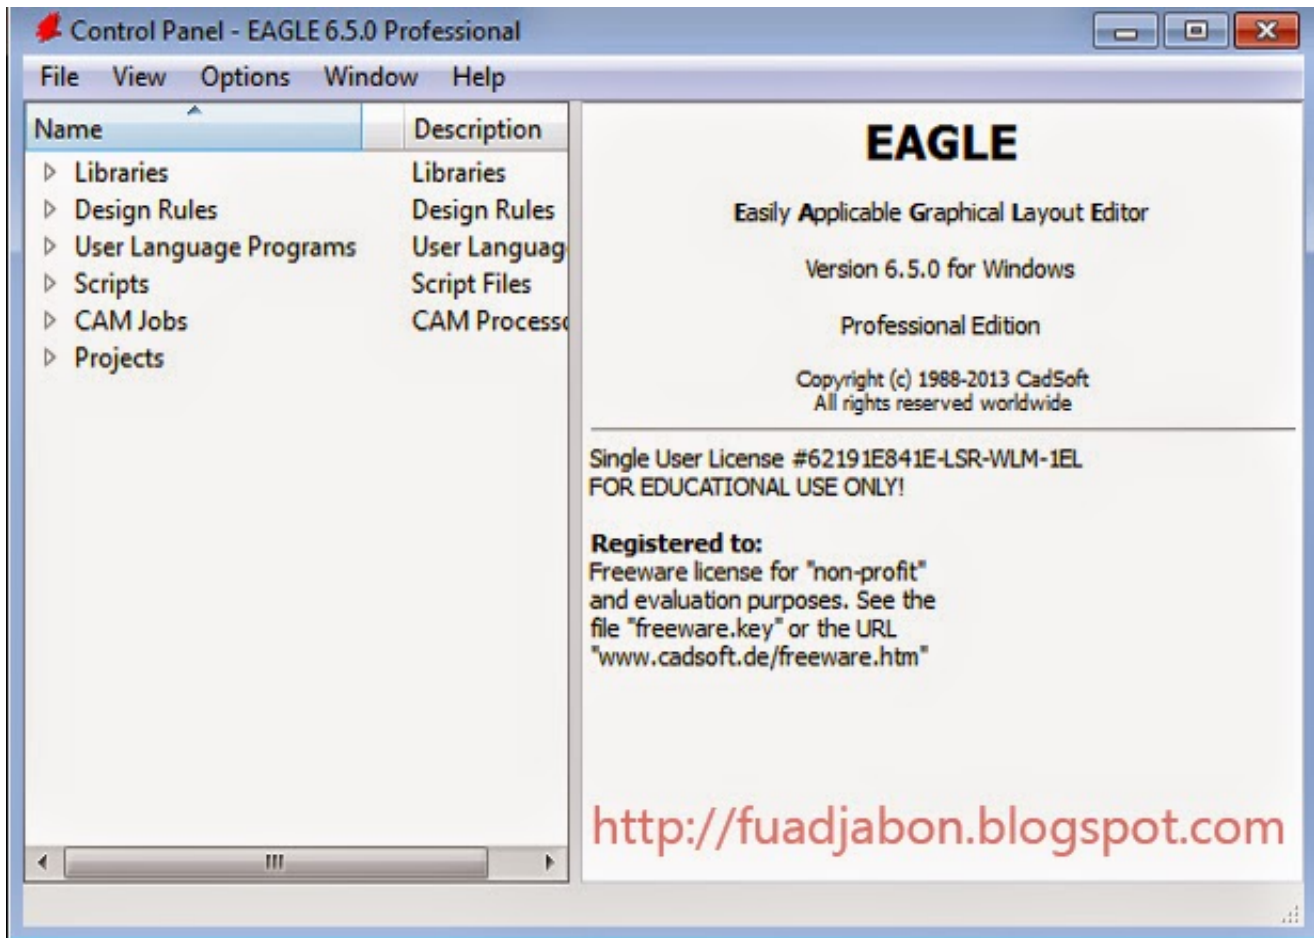 Control Panel - EAGLE 6.5.0 Professional
File View Options Window Help
Name Description
Libraries Libraries
Design Rules Design Rules
User Language Programs User Languag
Scripts Script Files
CAM Jobs CAM Processo
Projects
EAGLE
Easily Applicable Graphical Layout Editor
Version 6.5.0 for Windows
Professional Edition
Copyright (c) 1988-2013 CadSoft
All rights reserved worldwide
Single User License #62191E841E-LSR-WLM-1EL
FOR EDUCATIONAL USE ONLY!
Registered to:
Freeware license for "non-profit"
and evaluation purposes. See the
file "freeware.key" or the URL
"www.cadsoft.de/freeware.htm"
http://fuadjabon.blogspot.com